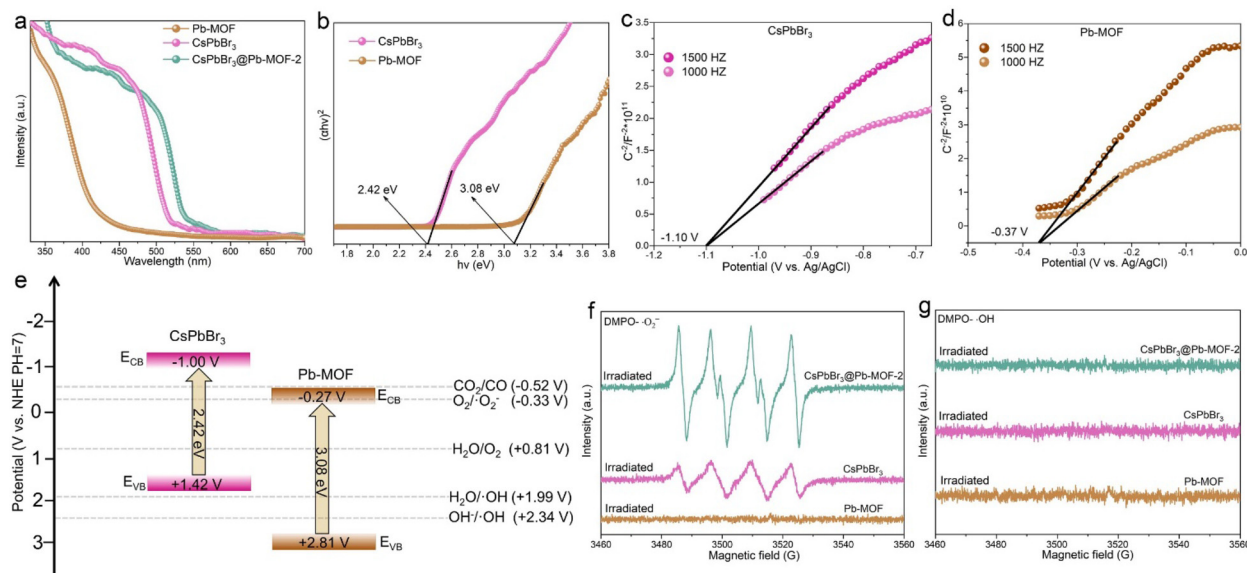 a
Pb-MOF
CsPbBr3
CsPbBr3@Pb-MOF-2
Intensity (a.u.)
400 450 500 550 600 650 700
Wavelength (nm)
b
CsPbBr3
Pb-MOF
(αhν)²
2.42 eV
3.08 eV
1.8 2.0 2.2 2.4 2.6 2.8 3.0 3.2 3.4 3.6 3.8
hν (eV)
c
CsPbBr3
1500 HZ
1000 HZ
C⁻²/F⁻²*10¹¹
3.5
3.0
2.5
2.0
1.5
1.0
0.5
0.0
-1.10 V
-1.2 -1.1 -1.0 -0.9 -0.8 -0.7
Potential (V vs. Ag/AgCl)
d
Pb-MOF
1500 HZ
1000 HZ
C⁻²/F⁻²*10¹⁰
6
5
4
3
2
1
0
-0.37 V
-0.5 -0.4 -0.3 -0.2 -0.1 0.0
Potential (V vs. Ag/AgCl)
e
Potential (V vs. NHE PH=7)
-2
-1
0
1
2
3
CsPbBr3
ECB
-1.00 V
2.42 eV
EVB
+1.42 V
Pb-MOF
-0.27 V
ECB
3.08 eV
+2.81 V
EVB
CO2/CO (-0.52 V)
O2/·O2⁻ (-0.33 V)
H2O/O2 (+0.81 V)
H2O/·OH (+1.99 V)
OH⁻/·OH (+2.34 V)
f
DMPO- ·O2⁻
Irradiated
CsPbBr3@Pb-MOF-2
Irradiated
CsPbBr3
Irradiated
Pb-MOF
Intensity (a.u.)
3460 3480 3500 3520 3540 3560
Magnetic field (G)
g
DMPO- ·OH
Irradiated
CsPbBr3@Pb-MOF-2
Irradiated
CsPbBr3
Irradiated
Pb-MOF
Intensity (a.u.)
3460 3480 3500 3520 3540 3560
Magnetic field (G)